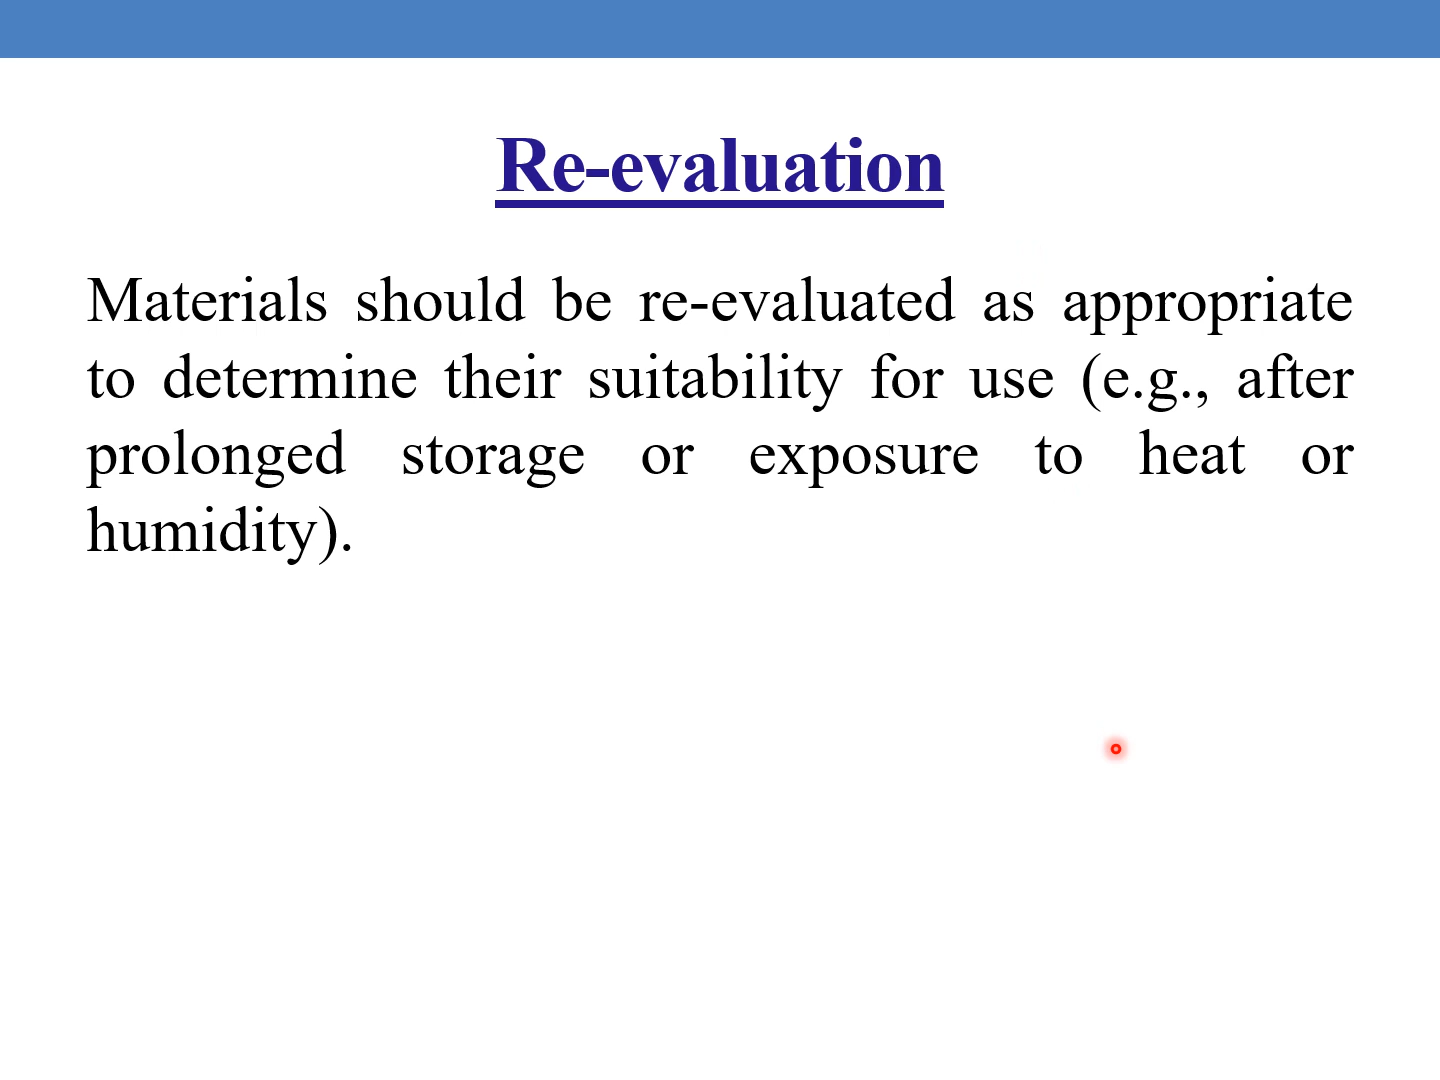 Re-evaluation
Materials should be re-evaluated as appropriate
to determine their suitability for use (e.g., after
prolonged storage or exposure to heat or
humidity).